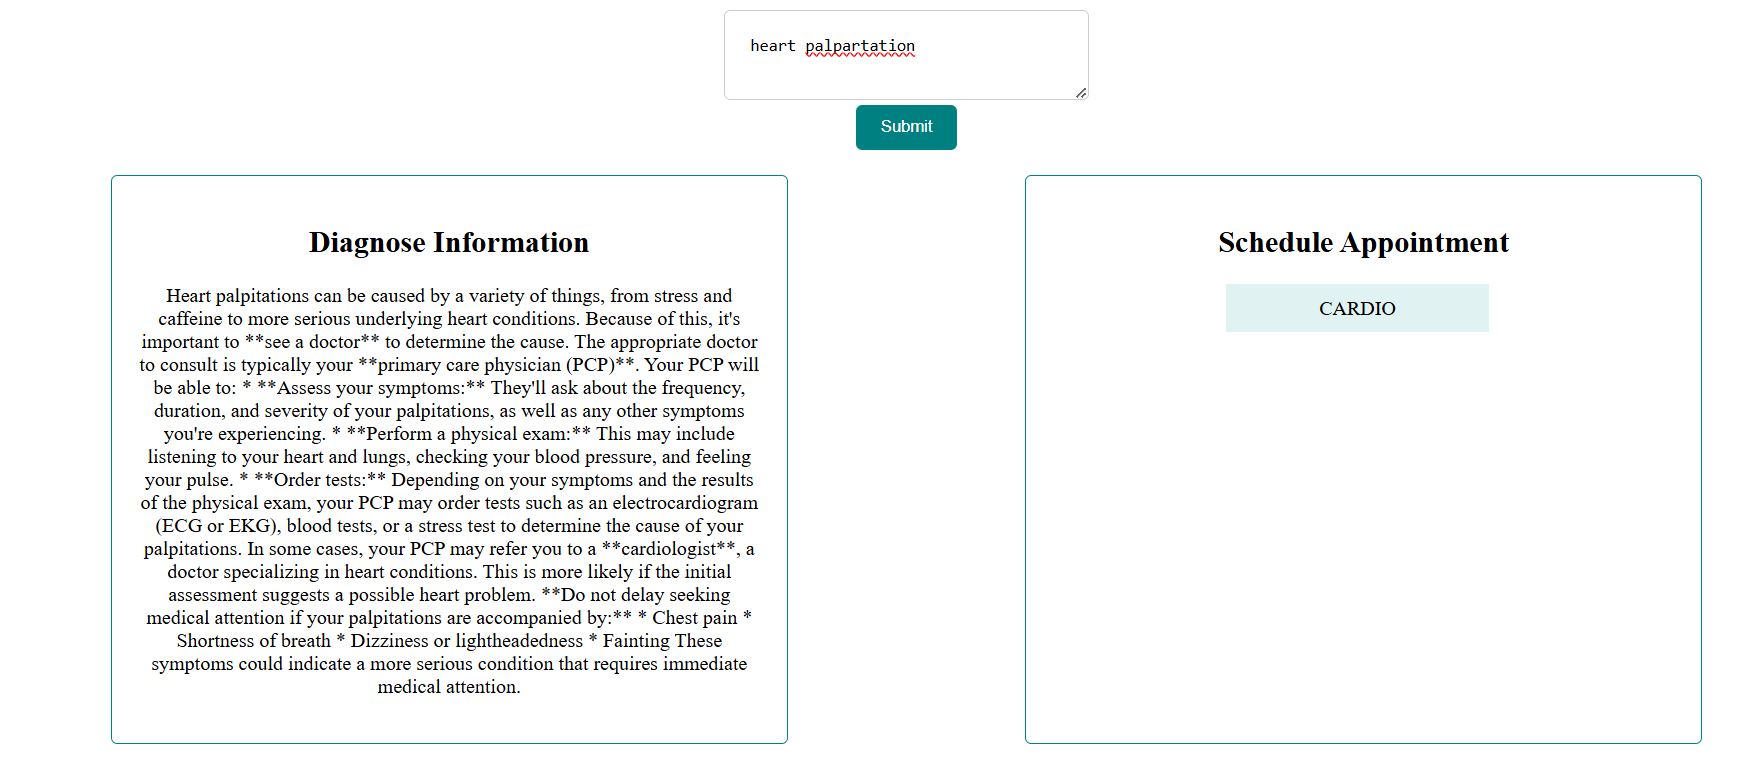 heart palpartation
Submit
Diagnose Information
Heart palpitations can be caused by a variety of things, from stress and
caffeine to more serious underlying heart conditions. Because of this, it's
important to **see a doctor** to determine the cause. The appropriate doctor
to consult is typically your **primary care physician (PCP)**. Your PCP will
be able to: * **Assess your symptoms:** They'll ask about the frequency,
duration, and severity of your palpitations, as well as any other symptoms
you're experiencing. * **Perform a physical exam:** This may include
listening to your heart and lungs, checking your blood pressure, and feeling
your pulse. * **Order tests:** Depending on your symptoms and the results
of the physical exam, your PCP may order tests such as an electrocardiogram
(ECG or EKG), blood tests, or a stress test to determine the cause of your
palpitations. In some cases, your PCP may refer you to a **cardiologist**, a
doctor specializing in heart conditions. This is more likely if the initial
assessment suggests a possible heart problem. **Do not delay seeking
medical attention if your palpitations are accompanied by:** * Chest pain *
Shortness of breath * Dizziness or lightheadedness * Fainting These
symptoms could indicate a more serious condition that requires immediate
medical attention.
Schedule Appointment
CARDIO